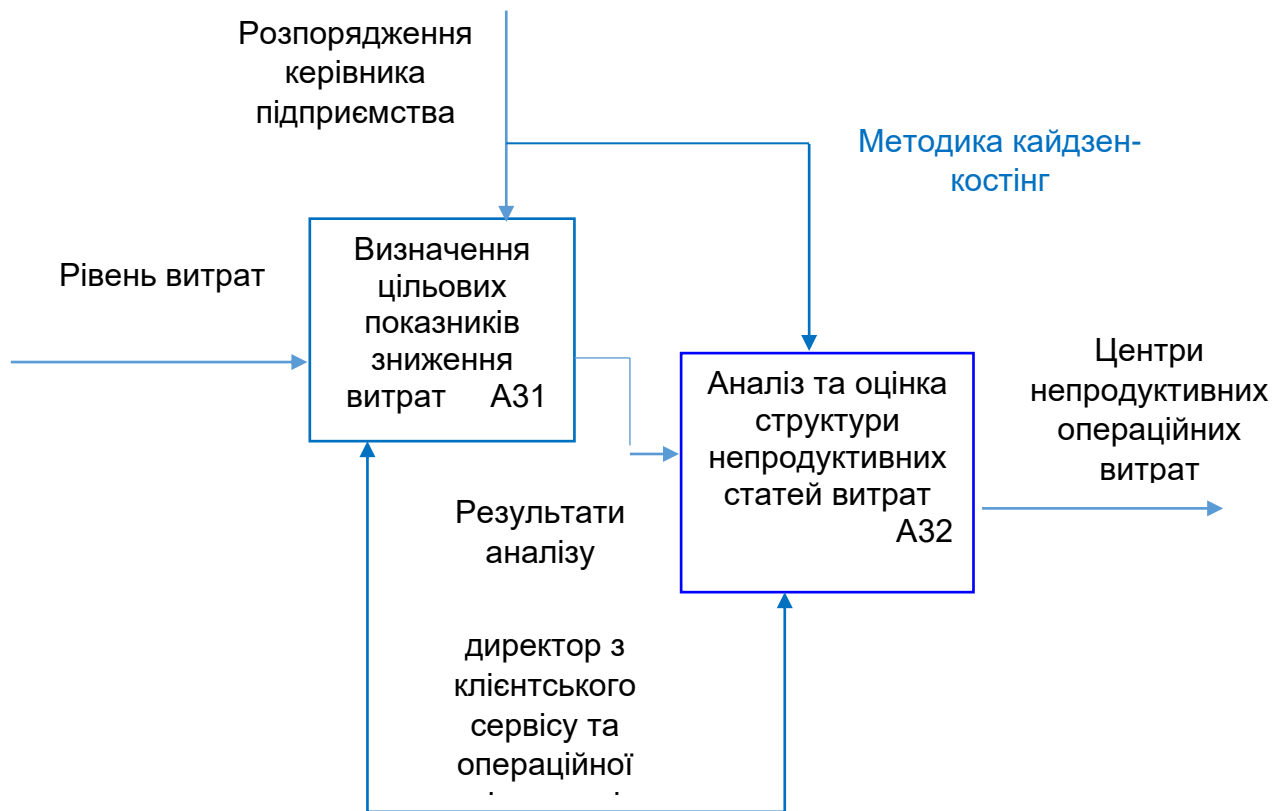 Розпорядження
керівника
підприємства
Методика кайдзен-
костінг
Рівень витрат
Визначення
цільових
показників
зниження
витрат А31
Аналіз та оцінка
структури
непродуктивних
статей витрат
А32
Центри
непродуктивних
операційних
витрат
Результати
аналізу
директор з
клієнтського
сервісу та
операційної